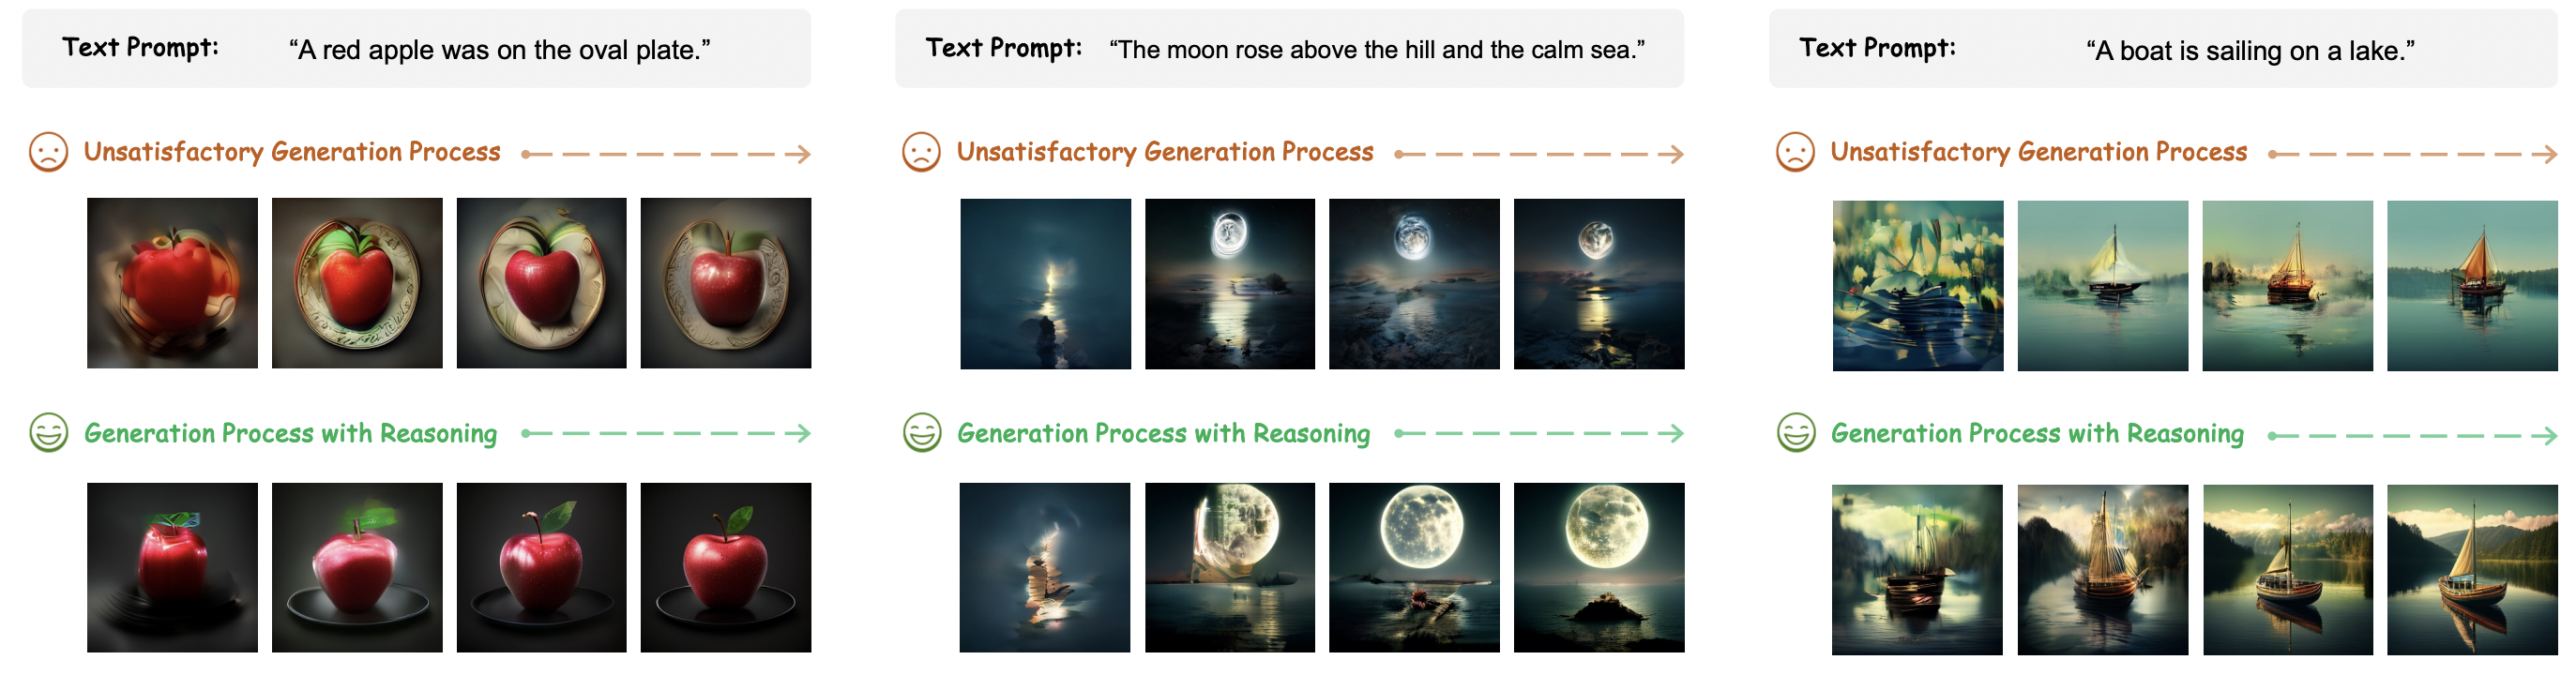 Text Prompt: “A red apple was on the oval plate.”
Unsatisfactory Generation Process
Generation Process with Reasoning
Text Prompt: “The moon rose above the hill and the calm sea.”
Unsatisfactory Generation Process
Generation Process with Reasoning
Text Prompt: “A boat is sailing on a lake.”
Unsatisfactory Generation Process
Generation Process with Reasoning